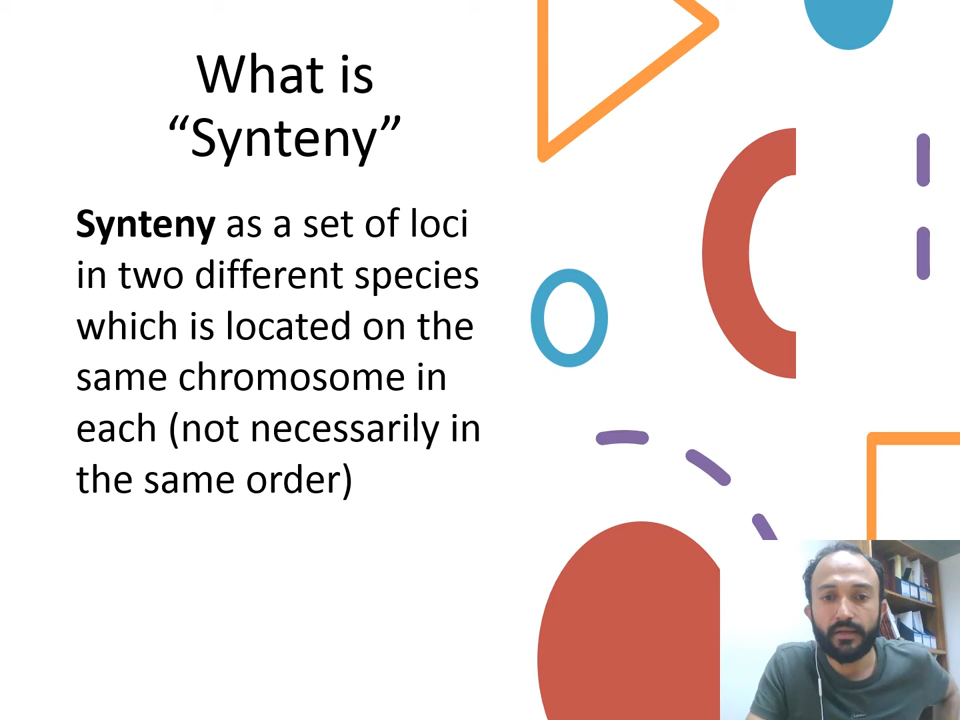 What is
“Synteny”
Synteny as a set of loci
in two different species
which is located on the
same chromosome in
each (not necessarily in
the same order)